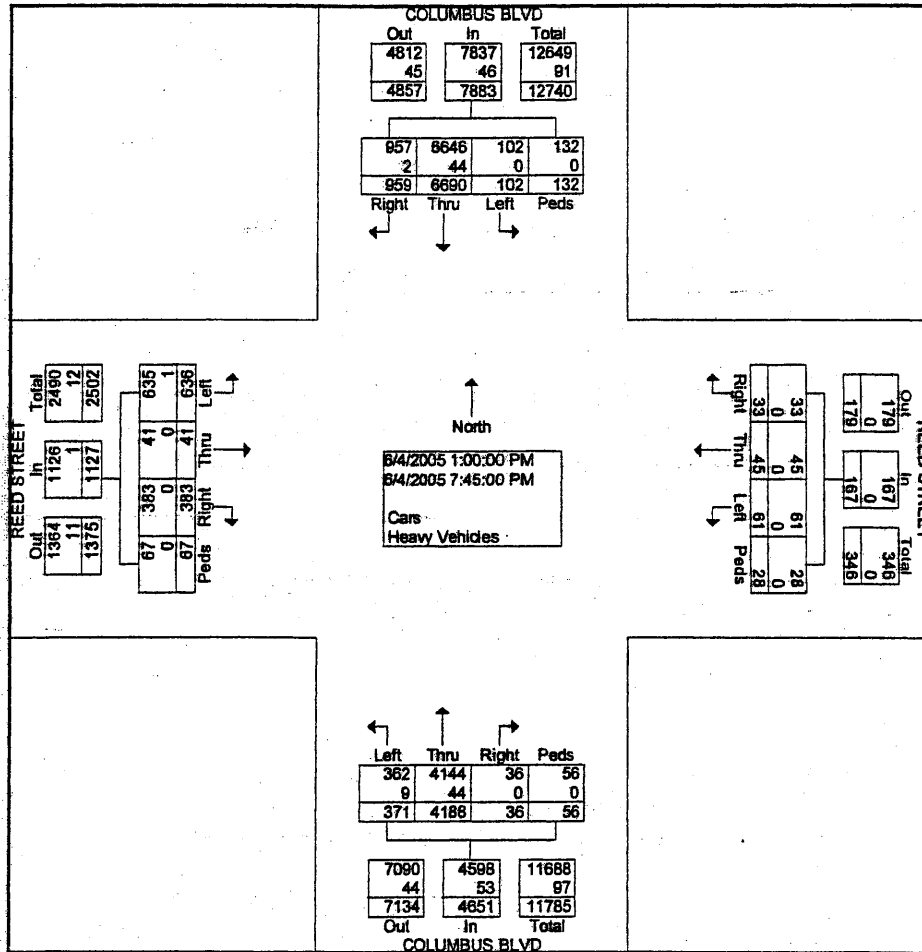 COLUMBUS BLVD
Out In Total
4812 7837 12649
45 46 91
4857 7883 12740
957 6646 102 132
2 44 0 0
959 6690 102 132
Right Thru Left Peds
REED STREET
Out In Total
1364 1126 2490
11 1 12
1375 1127 2502
635 41 383 67
1 0 0 0
636 41 383 67
Left Thru Right Peds
North
6/4/2005 1:00:00 PM
6/4/2005 7:45:00 PM
Cars
Heavy Vehicles
Right Thru Left Peds
33 45 61 28
0 0 0 0
33 45 61 28
Out In Total
179 167 346
0 0 0
179 167 346
Left Thru Right Peds
362 4144 36 56
9 44 0 0
371 4188 36 56
7090 4598 11688
44 53 97
7134 4651 11785
Out In Total
COLUMBUS BLVD